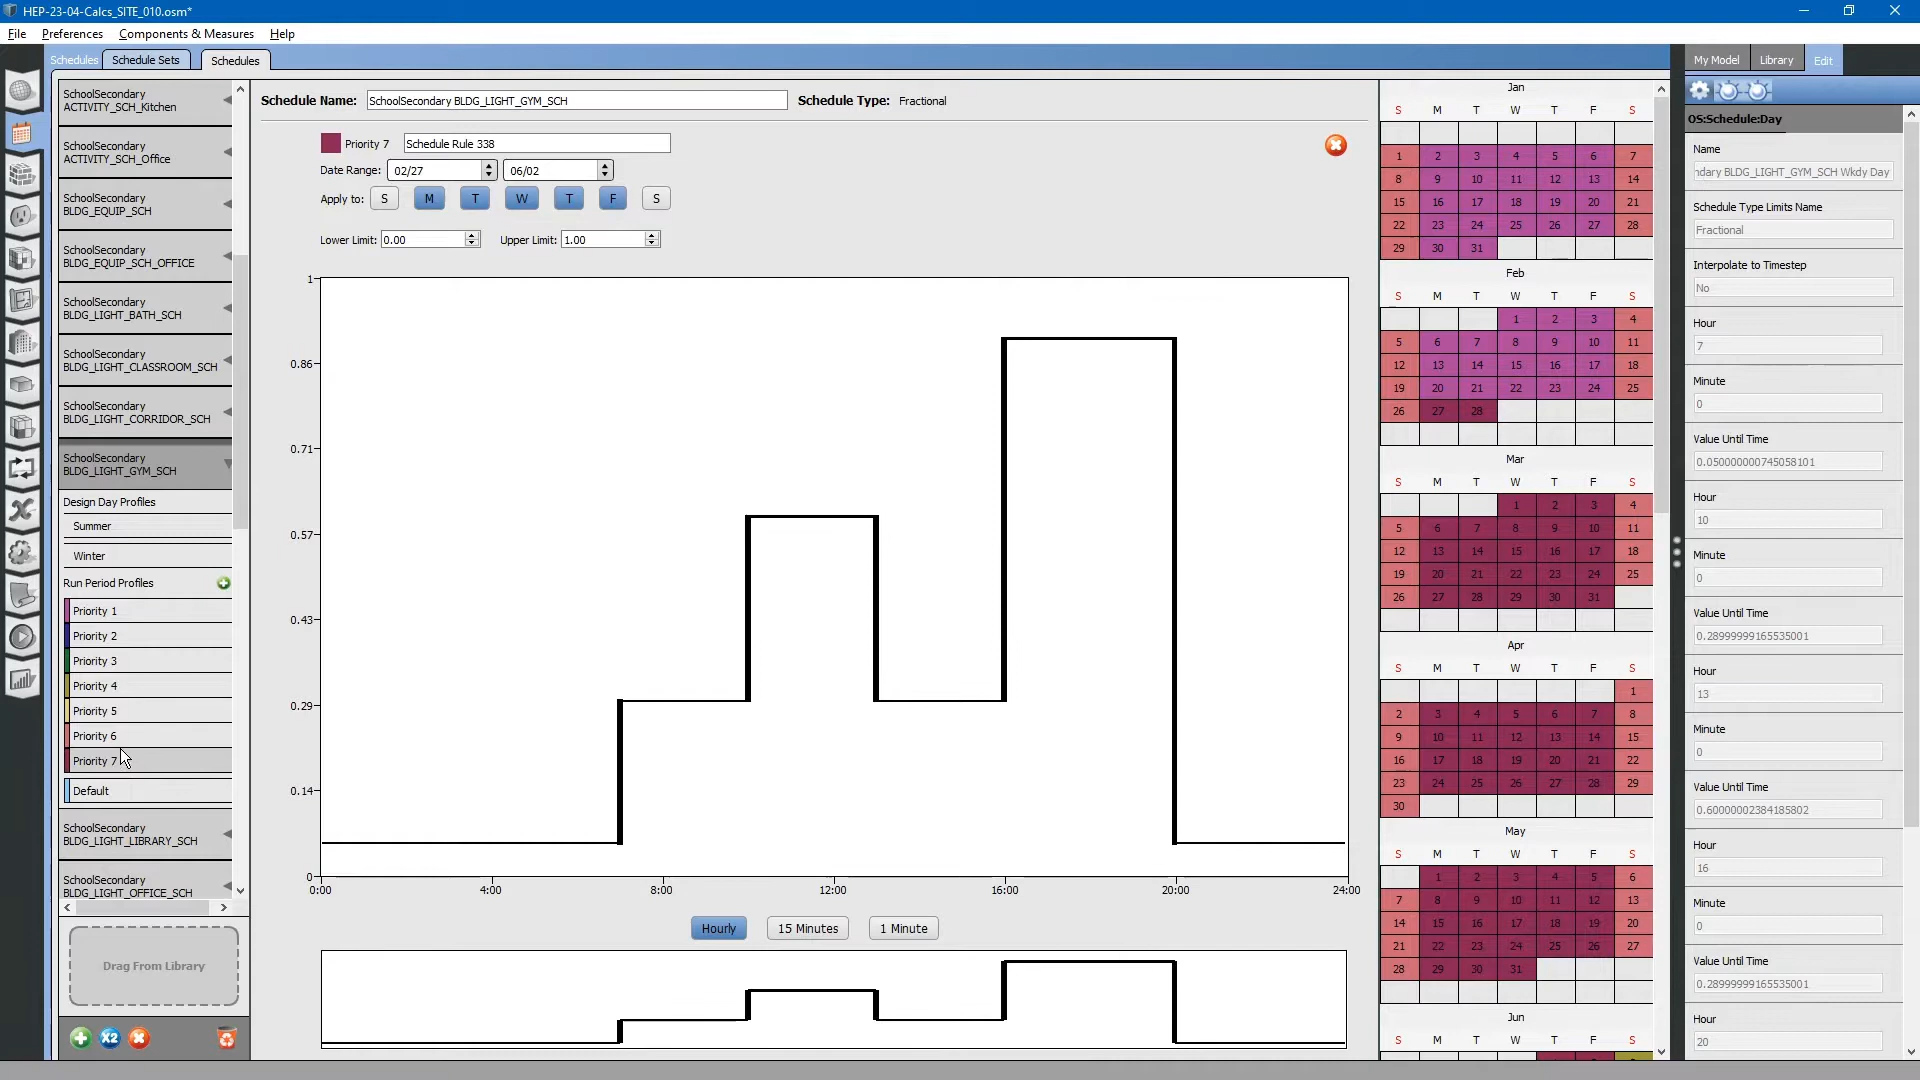 HEP-23-04-Calcs_SITE_010.osm*
File Preferences Components & Measures Help
Schedules Schedule Sets Schedules
My Model Library Edit
SchoolSecondary
ACTIVITY_SCH_Kitchen
SchoolSecondary
ACTIVITY_SCH_Office
SchoolSecondary
BLDG_EQUIP_SCH
SchoolSecondary
BLDG_EQUIP_SCH_OFFICE
SchoolSecondary
BLDG_LIGHT_BATH_SCH
SchoolSecondary
BLDG_LIGHT_CLASSROOM_SCH
SchoolSecondary
BLDG_LIGHT_CORRIDOR_SCH
SchoolSecondary
BLDG_LIGHT_GYM_SCH
Design Day Profiles
Summer
Winter
Run Period Profiles
Priority 1
Priority 2
Priority 3
Priority 4
Priority 5
Priority 6
Priority 7
Default
SchoolSecondary
BLDG_LIGHT_LIBRARY_SCH
SchoolSecondary
BLDG_LIGHT_OFFICE_SCH
Drag From Library
X2
Schedule Name: SchoolSecondary BLDG_LIGHT_GYM_SCH Schedule Type: Fractional
Priority 7 Schedule Rule 338
Date Range: 02/27 06/02
Apply to: S M T W T F S
Lower Limit: 0.00 Upper Limit: 1.00
1
0.86
0.71
0.57
0.43
0.29
0.14
0
0:00 4:00 8:00 12:00 16:00 20:00 24:00
Hourly 15 Minutes 1 Minute
Jan
S M T W T F S
1 2 3 4 5 6 7
8 9 10 11 12 13 14
15 16 17 18 19 20 21
22 23 24 25 26 27 28
29 30 31
Feb
S M T W T F S
1 2 3 4
5 6 7 8 9 10 11
12 13 14 15 16 17 18
19 20 21 22 23 24 25
26 27 28
Mar
S M T W T F S
1 2 3 4
5 6 7 8 9 10 11
12 13 14 15 16 17 18
19 20 21 22 23 24 25
26 27 28 29 30 31
Apr
S M T W T F S
1
2 3 4 5 6 7 8
9 10 11 12 13 14 15
16 17 18 19 20 21 22
23 24 25 26 27 28 29
30
May
S M T W T F S
1 2 3 4 5 6
7 8 9 10 11 12 13
14 15 16 17 18 19 20
21 22 23 24 25 26 27
28 29 30 31
Jun
S M T W T F S
OS:Schedule:Day
Name
ndary BLDG_LIGHT_GYM_SCH Wkdy Day
Schedule Type Limits Name
Fractional
Interpolate to Timestep
No
Hour
7
Minute
0
Value Until Time
0.050000000745058101
Hour
10
Minute
0
Value Until Time
0.28999999165535001
Hour
13
Minute
0
Value Until Time
0.60000002384185802
Hour
16
Minute
0
Value Until Time
0.28999999165535001
Hour
20